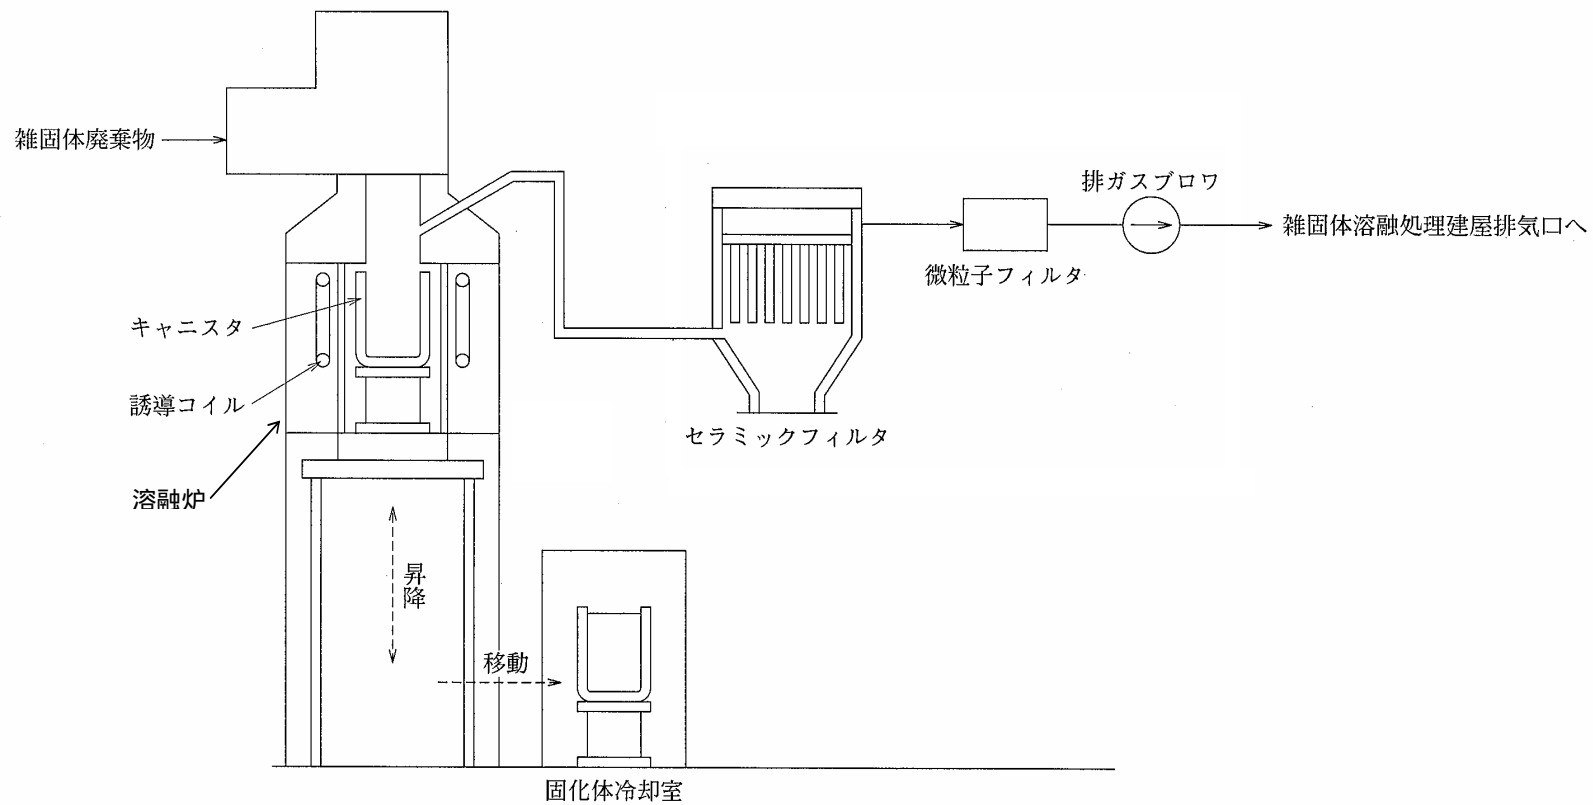 雑固体廃棄物
排ガスブロワ
雑固体溶融処理建屋排気口へ
微粒子フィルタ
キャニスタ
誘導コイル
セラミックフィルタ
溶融炉
昇降
移動
固化体冷却室